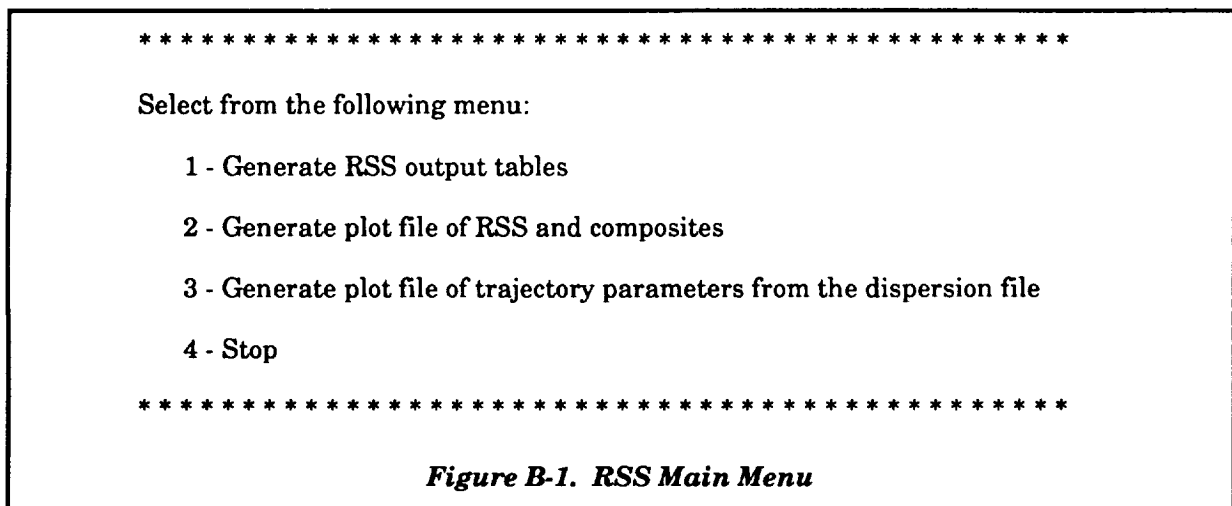 * * * * * * * * * * * * * * * * * * * * * * * * * * * * * * * * * * * * * * * * * * * * *
Select from the following menu:
1 - Generate RSS output tables
2 - Generate plot file of RSS and composites
3 - Generate plot file of trajectory parameters from the dispersion file
4 - Stop
* * * * * * * * * * * * * * * * * * * * * * * * * * * * * * * * * * * * * * * * * * * * *
Figure B-1. RSS Main Menu